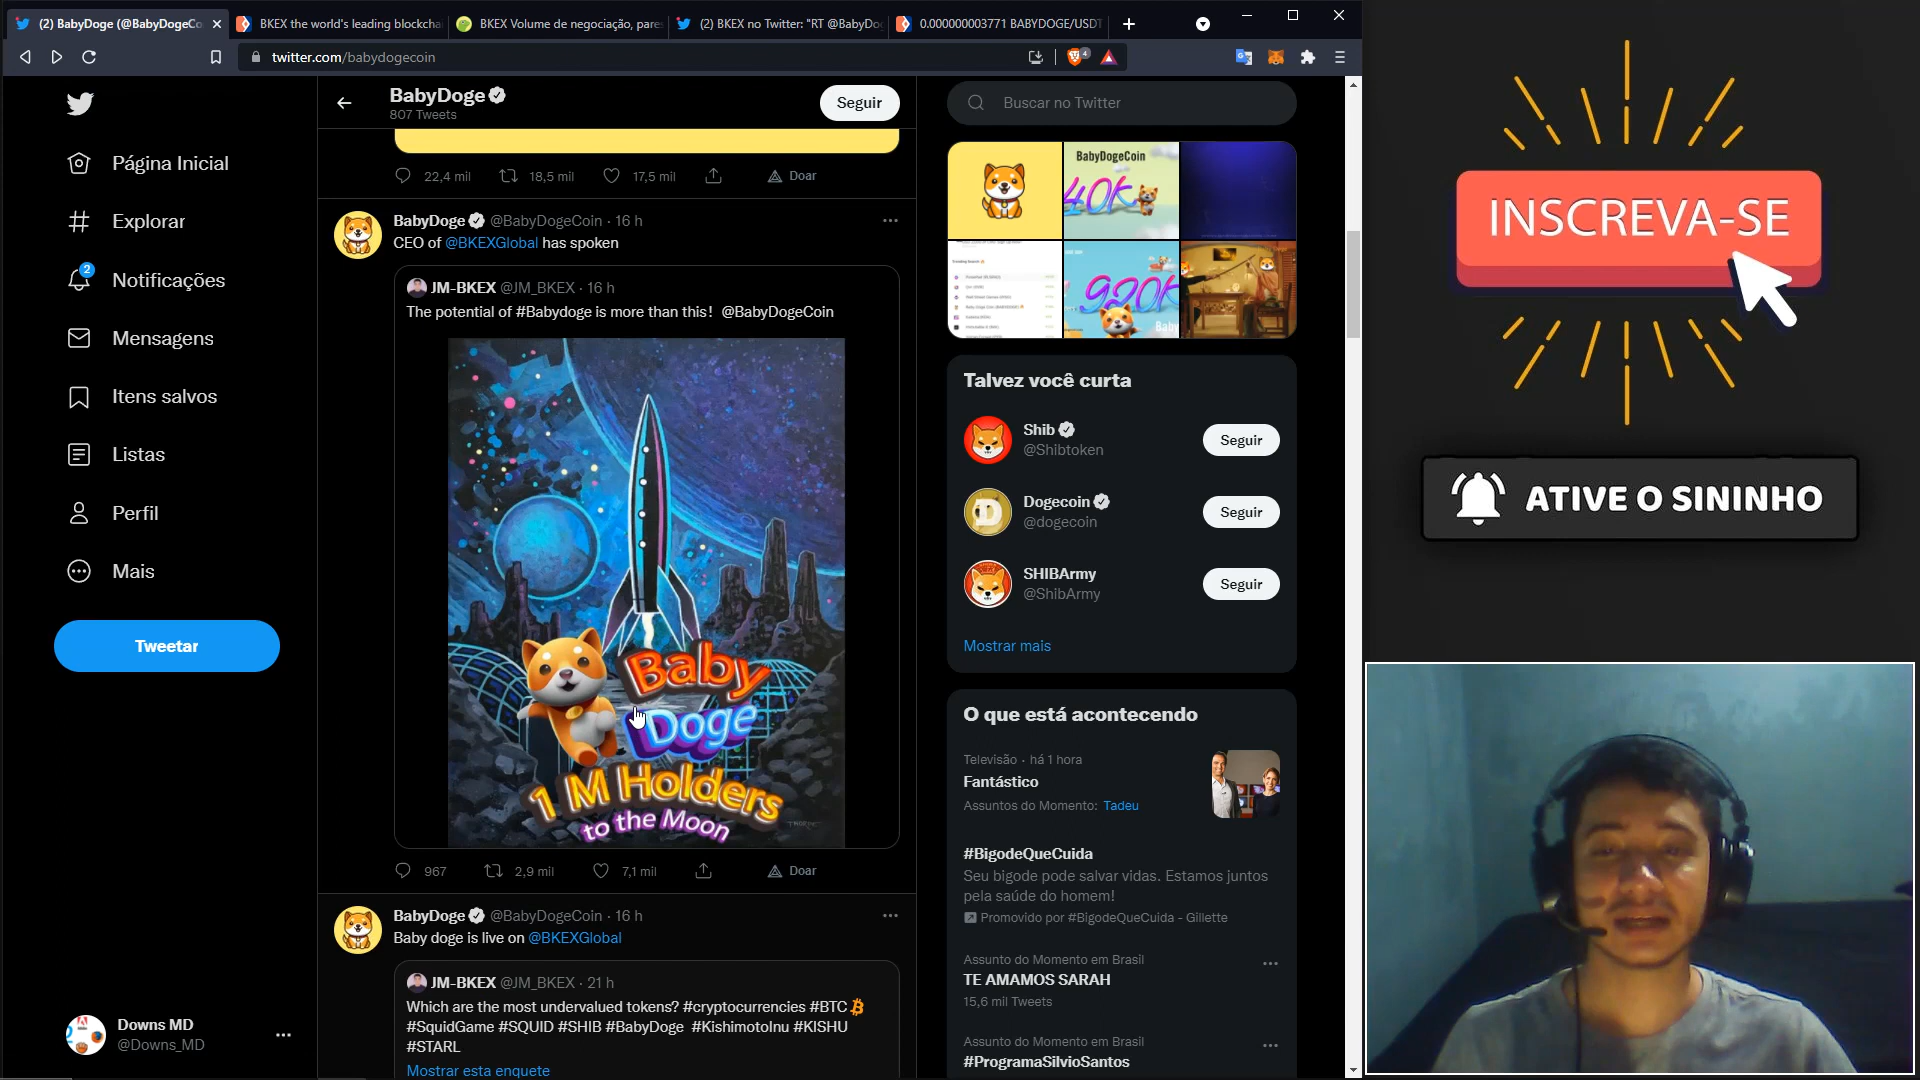 (2) BabyDoge (@BabyDogeCo
BKEX the world's leading blockcha
BKEX Volume de negociação, pare
(2) BKEX no Twitter: "RT @BabyDo
0.000000003771 BABYDOGE/USDT
twitter.com/babydogecoin
4
BabyDoge
807 Tweets
Seguir
Buscar no Twitter
Página Inicial
Explorar
2
Notificações
Mensagens
Itens salvos
Listas
Perfil
Mais
Tweetar
Downs MD
@Downs_MD
22,4 mil
18,5 mil
17,5 mil
Doar
BabyDoge @BabyDogeCoin · 16 h
CEO of @BKEXGlobal has spoken
JM-BKEX @JM_BKEX · 16 h
The potential of #Babydoge is more than this! @BabyDogeCoin
Baby
Doge
1 M Holders
to the Moon
967
2,9 mil
7,1 mil
Doar
BabyDoge @BabyDogeCoin · 16 h
Baby doge is live on @BKEXGlobal
JM-BKEX @JM_BKEX · 21 h
Which are the most undervalued tokens? #cryptocurrencies #BTC
#SquidGame #SQUID #SHIB #BabyDoge #KishimotoInu #KISHU
#STARL
Mostrar esta enquete
BabyDogeCoin
40K
920K
Baby
Talvez você curta
Shib
@Shibtoken
Seguir
Dogecoin
@dogecoin
Seguir
SHIBArmy
@ShibArmy
Seguir
Mostrar mais
O que está acontecendo
Televisão · há 1 hora
Fantástico
Assuntos do Momento: Tadeu
#BigodeQueCuida
Seu bigode pode salvar vidas. Estamos juntos
pela saúde do homem!
Promovido por #BigodeQueCuida - Gillette
Assunto do Momento em Brasil
TE AMAMOS SARAH
15,6 mil Tweets
Assunto do Momento em Brasil
#ProgramaSilvioSantos
INSCREVA-SE
ATIVE O SININHO